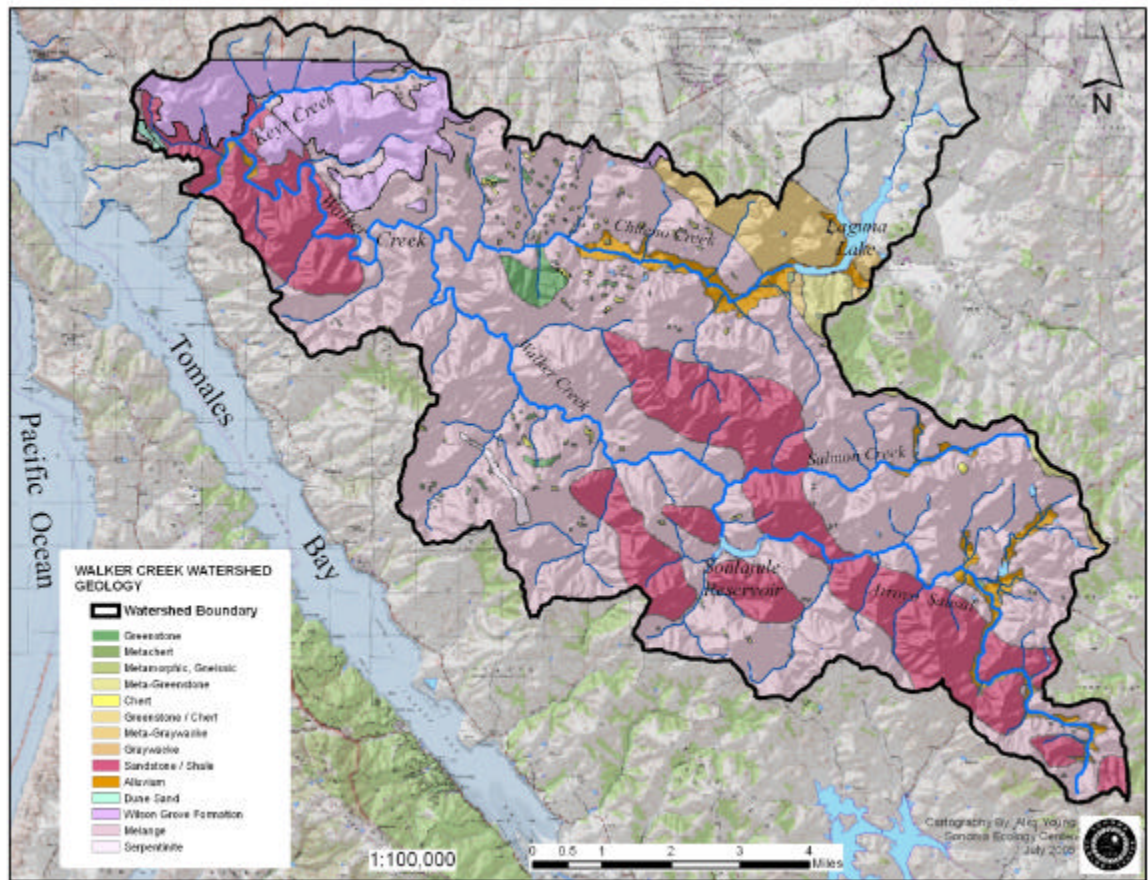 N
Keys Creek
Walker
Creek
Chileno Creek
Laguna
Lake
Tomales
Walker Creek
Pacific Ocean
Salmon Creek
Bay
Soulajule
Reservoir
Arroyo Sausal
WALKER CREEK WATERSHED
GEOLOGY
Watershed Boundary
Greenstone
Metachert
Metamorphic, Gneissic
Meta-Greenstone
Chert
Greenstone / Chert
Meta-Graywacke
Graywacke
Sandstone / Shale
Alluvium
Dune Sand
Wilson Grove Formation
Melange
Serpentinite
1:100,000
0 0.5 1 2 3 4
Miles
Cartography By: Aleq Young
Sonoma Ecology Center
July 2005